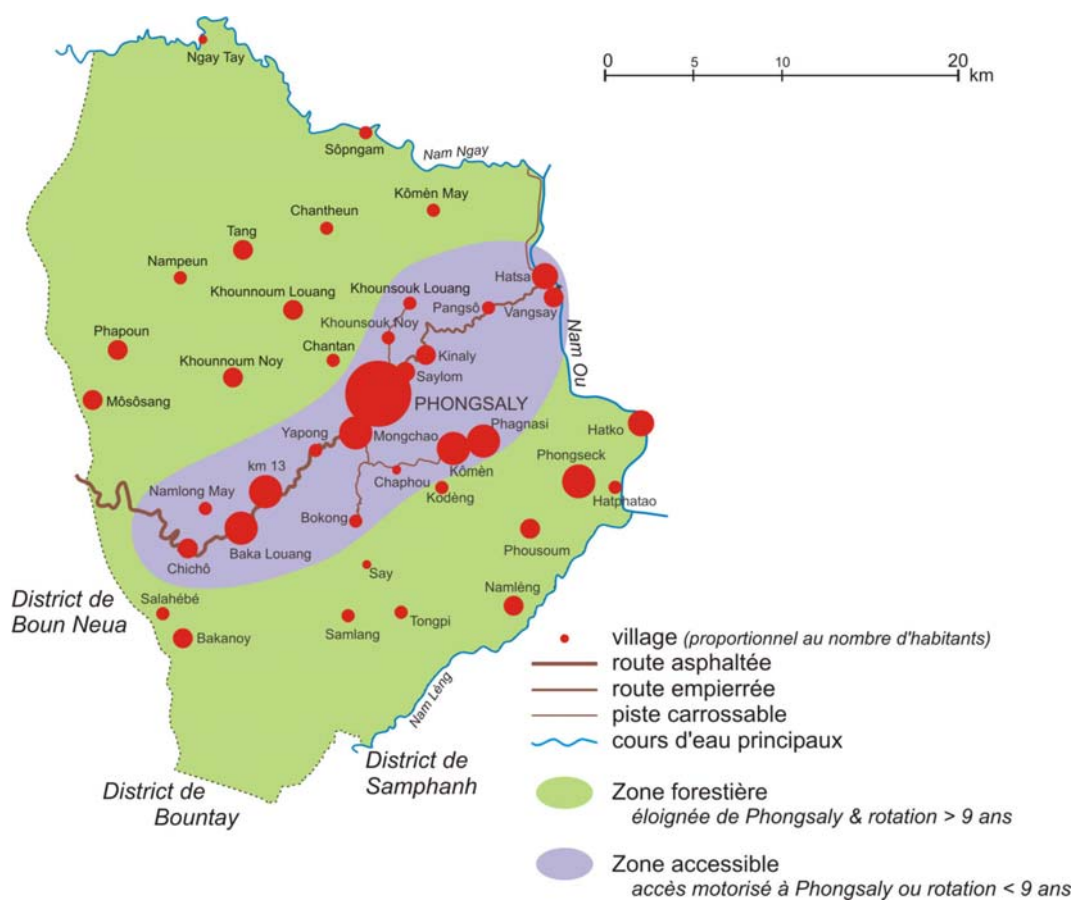 Ngay Tay
0
5
10
20
km
Sôpngam
Nam Ngay
Kômèn May
Chantheun
Tang
Nampeun
Hatsa
Khounnoum Louang
Khounsouk Louang
Pangsô
Vangsay
Khounsouk Noy
Phapoun
Chantan
Kinaly
Nam Ou
Khounnoum Noy
Saylom
Môsôsang
PHONGSALY
Yapong
Mongchao
Phagnasi
Hatko
km 13
Phongseck
Kômèn
Namlong May
Chaphou
Kodèng
Hatphatao
Bokong
Baka Louang
Phousoum
Chichô
Say
Namlèng
District de
Boun Neua
Salahébé
Bakanoy
Samlang
Tongpi
Nam Lèng
District de
Samphanh
District de
Bountay
village (proportionnel au nombre d'habitants)
route asphaltée
route empierrée
piste carrossable
cours d'eau principaux
Zone forestière
éloignée de Phongsaly & rotation > 9 ans
Zone accessible
accès motorisé à Phongsaly ou rotation < 9 ans